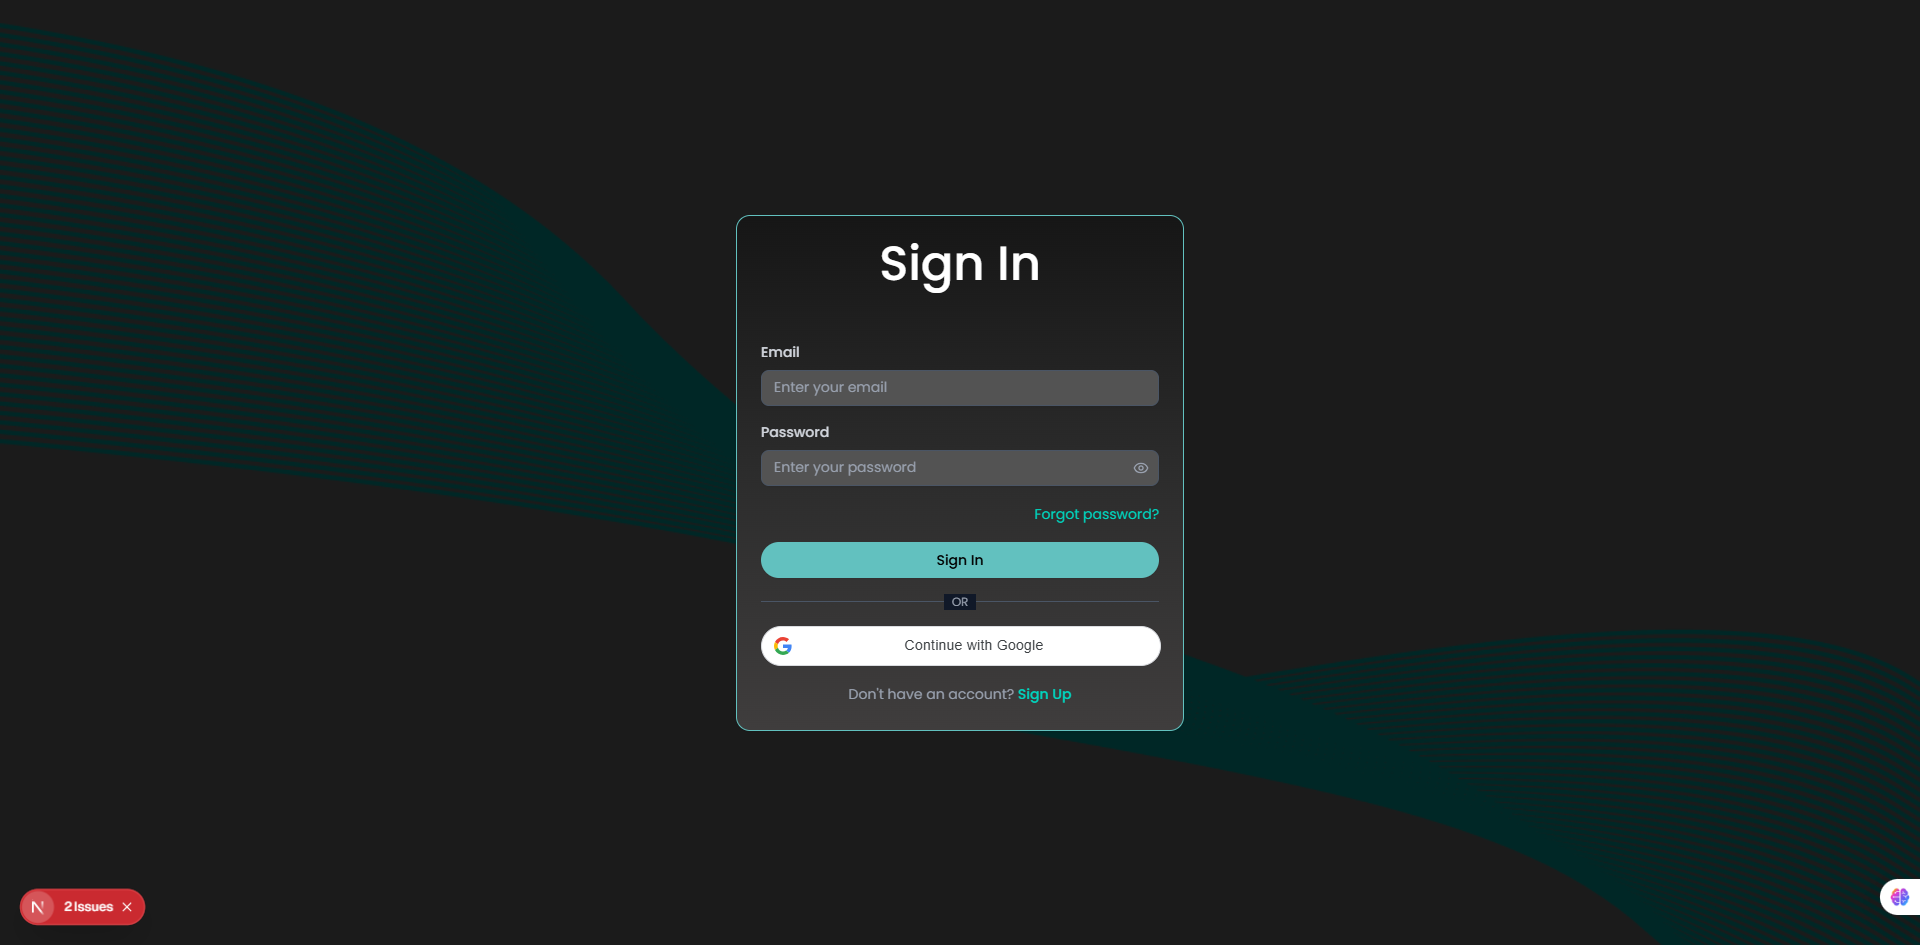 Sign In
Email
Enter your email
Password
Enter your password
Forgot password?
Sign In
OR
Continue with Google
Don't have an account? Sign Up
2 Issues